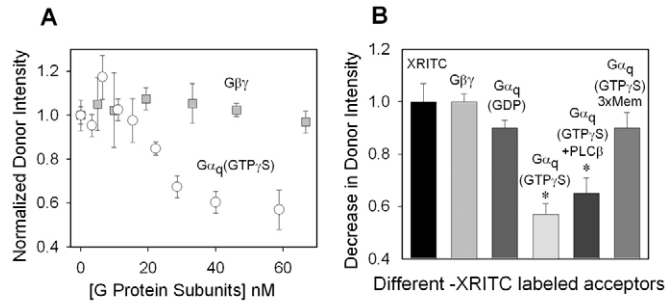 A
Normalized Donor Intensity
1.2
1.0
0.8
0.6
0.4
Gβγ
Gαq(GTPγS)
0
20
40
60
[G Protein Subunits] nM
B
Decrease in Donor Intensity
1.2
1.0
0.8
0.6
0.4
XRITC
Gβγ
Gαq
(GDP)
Gαq
(GTPγS)
*
Gαq
(GTPγS)
+PLCβ
*
Gαq
(GTPγS)
3xMem
Different -XRITC labeled acceptors